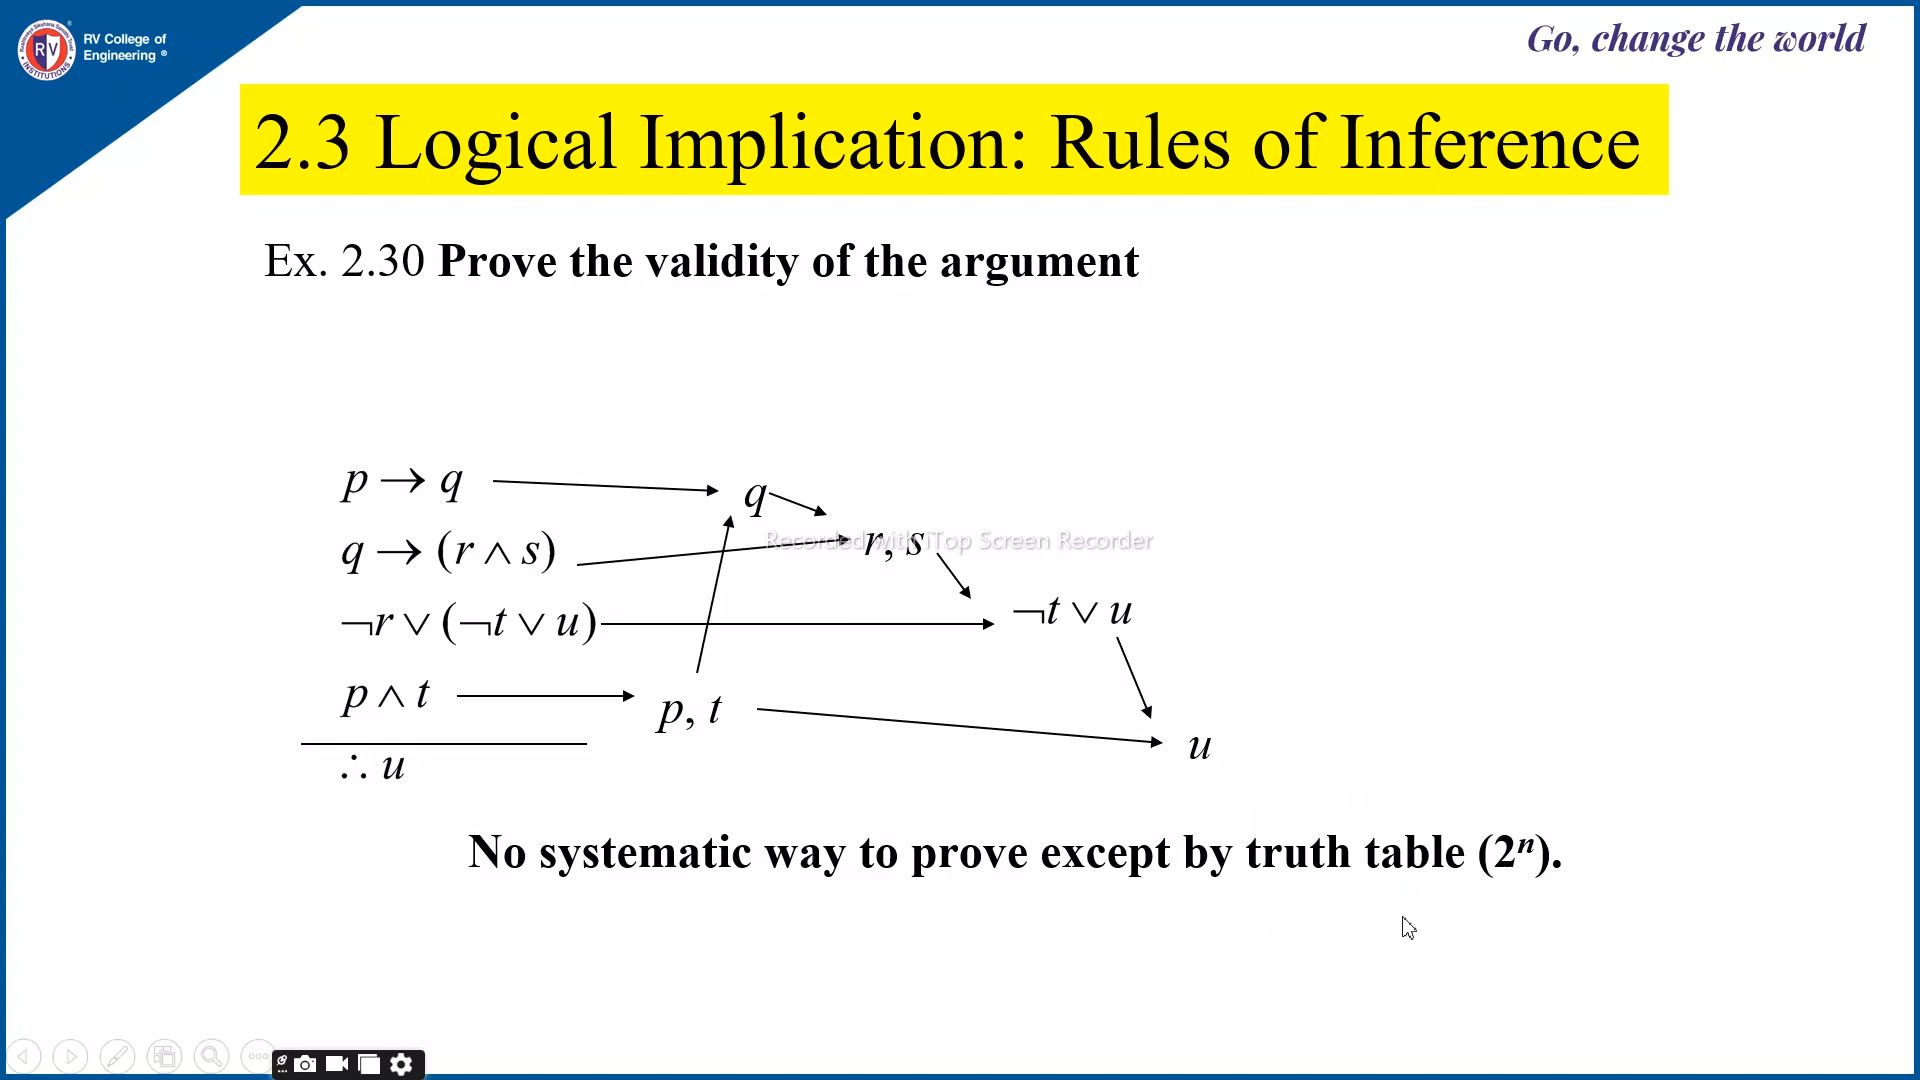 RV College of
Engineering ®
Go, change the world
2.3 Logical Implication: Rules of Inference
Ex. 2.30 Prove the validity of the argument
p → q
q
q → (r ∧ s)
r, s
Recorded with iTop Screen Recorder
¬r ∨ (¬t ∨ u)
¬t ∨ u
p ∧ t
p, t
u
∴ u
No systematic way to prove except by truth table (2ⁿ).
RV
INSTITUTIONS